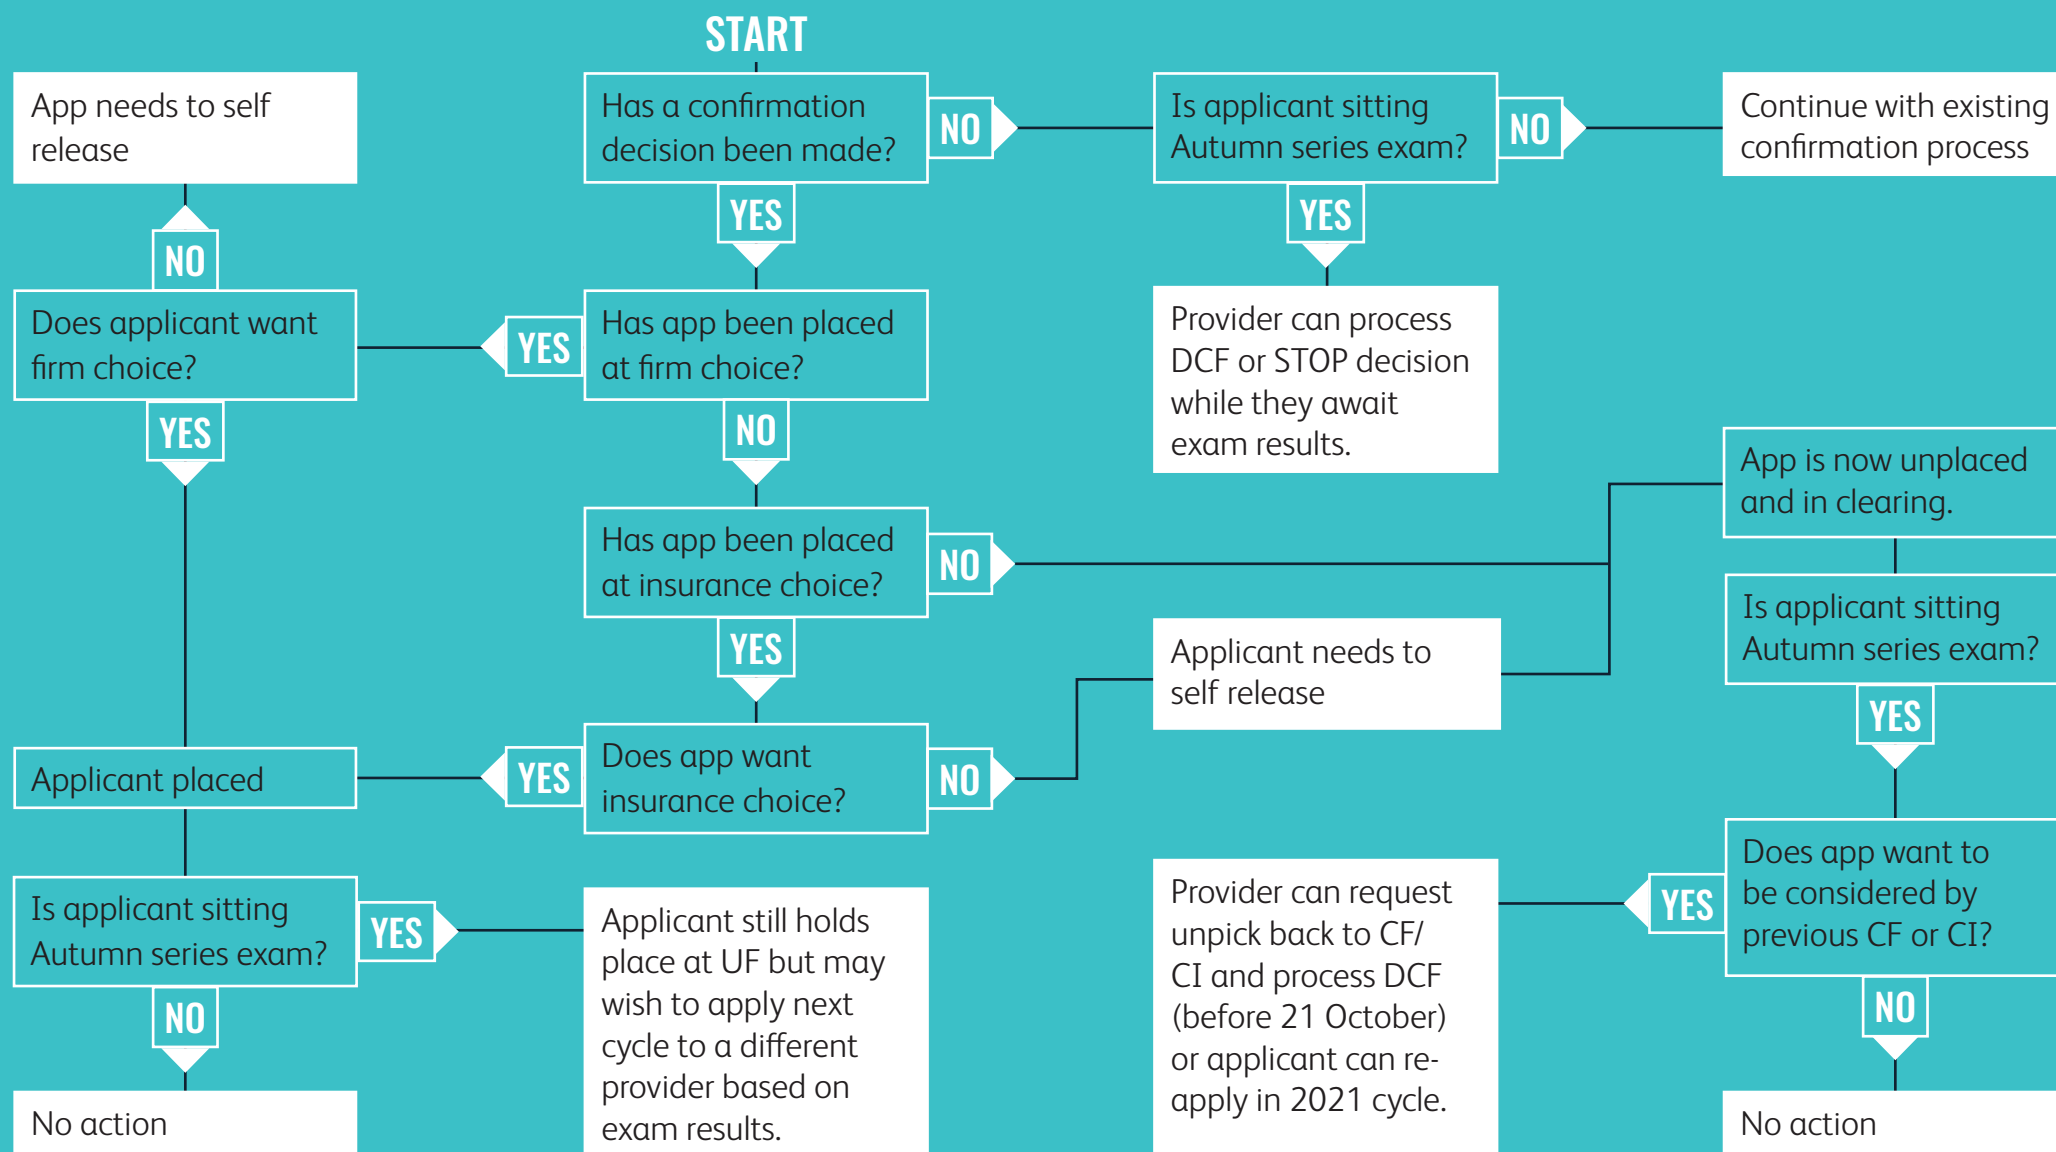 START
App needs to self
release
Has a confirmation
decision been made?
NO
Is applicant sitting
Autumn series exam?
NO
Continue with existing
confirmation process
YES
YES
NO
Does applicant want
firm choice?
YES
Has app been placed
at firm choice?
Provider can process
DCF or STOP decision
while they await
exam results.
YES
NO
App is now unplaced
and in clearing.
Has app been placed
at insurance choice?
NO
Is applicant sitting
Autumn series exam?
YES
Applicant needs to
self release
YES
Applicant placed
YES
Does app want
insurance choice?
NO
Does app want to
be considered by
previous CF or CI?
YES
Provider can request
unpick back to CF/
CI and process DCF
(before 21 October)
or applicant can re-
apply in 2021 cycle.
Is applicant sitting
Autumn series exam?
YES
Applicant still holds
place at UF but may
wish to apply next
cycle to a different
provider based on
exam results.
NO
No action
NO
No action